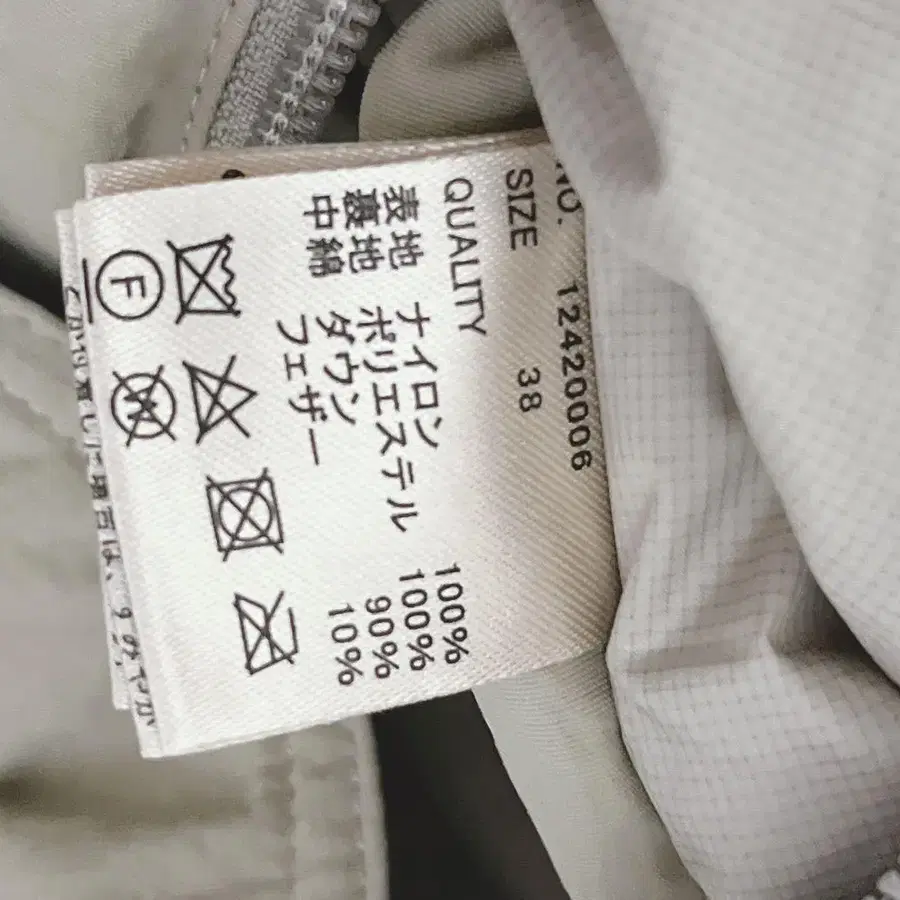 NO. 12420006
SIZE 38
QUALITY
表地 ナイロン 100%
裏地 ポリエステル 100%
中綿 ダウン 90%
フェザー 10%
F
W